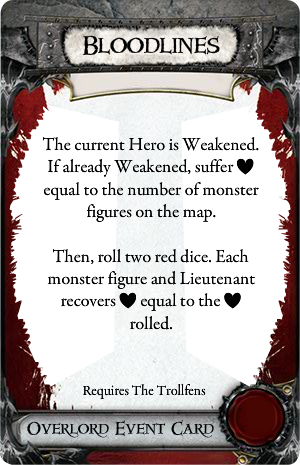 Bloodlines
The current Hero is Weakened.
If already Weakened, suffer ♥
equal to the number of monster
figures on the map.
Then, roll two red dice. Each
monster figure and Lieutenant
recovers ♥ equal to the ♥
rolled.
Requires The Trollfens
Overlord Event Card